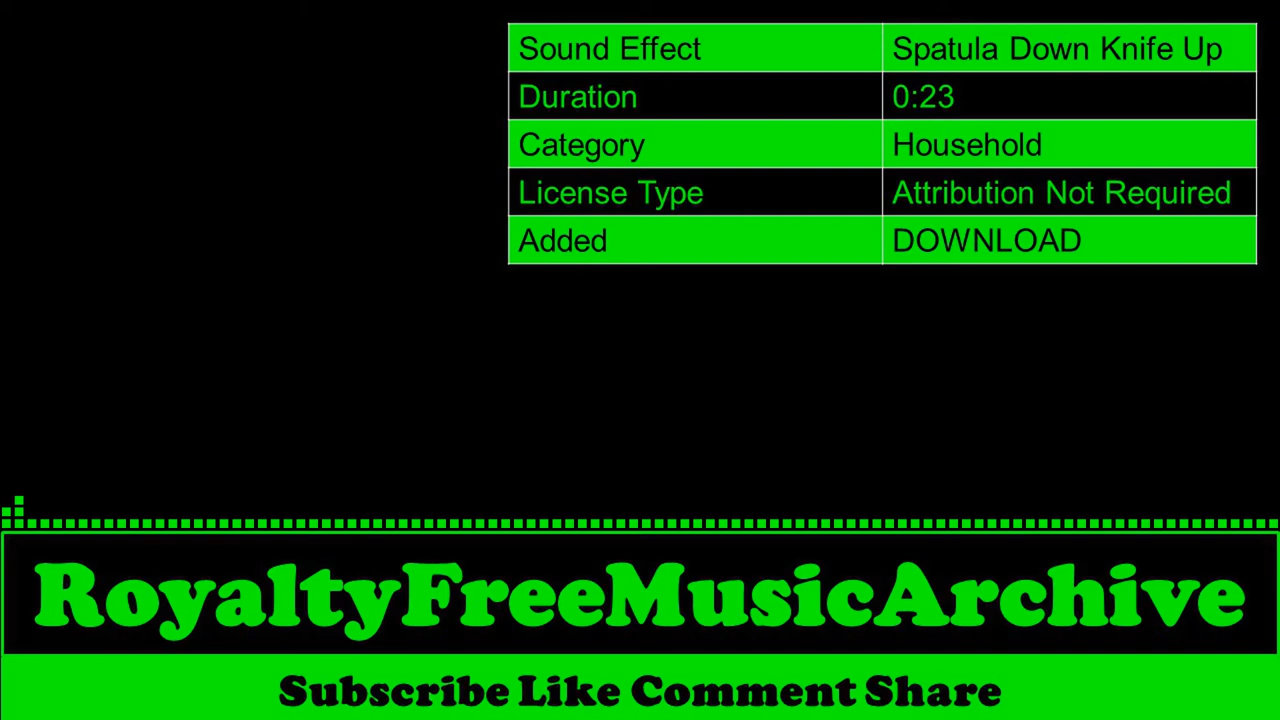 Sound Effect Spatula Down Knife Up
Duration 0:23
Category Household
License Type Attribution Not Required
Added DOWNLOAD
RoyaltyFreeMusicArchive
Subscribe Like Comment Share